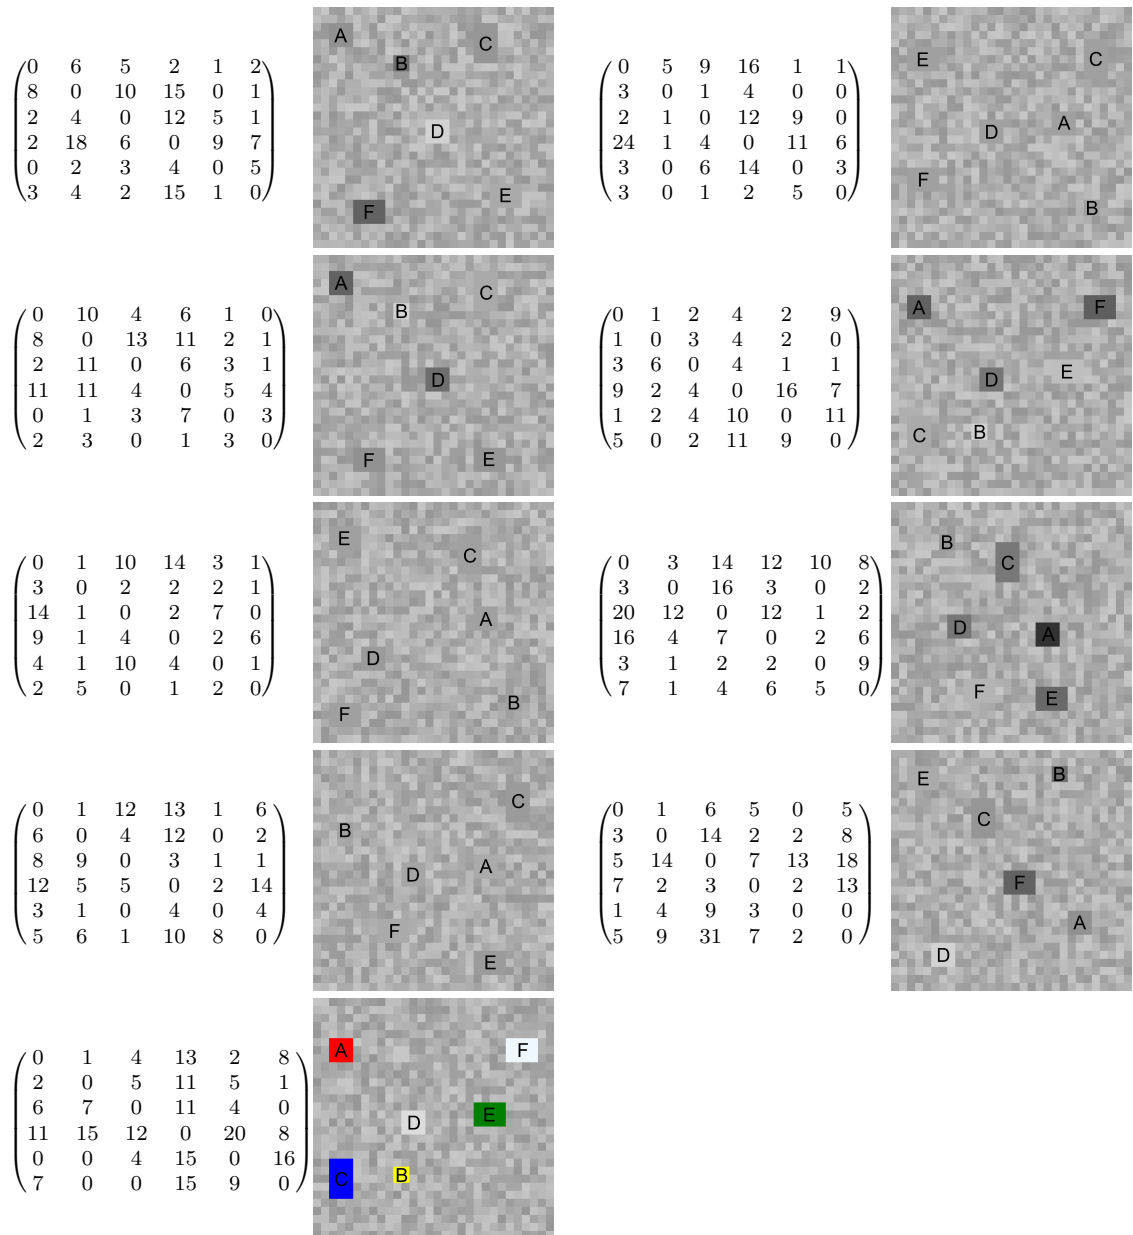 0 6 5 2 1 2
8 0 10 15 0 1
2 4 0 12 5 1
2 18 6 0 9 7
0 2 3 4 0 5
3 4 2 15 1 0
A
C
B
D
E
F
0 5 9 16 1 1
3 0 1 4 0 0
2 1 0 12 9 0
24 1 4 0 11 6
3 0 6 14 0 3
3 0 1 2 5 0
E
C
A
D
F
B
0 10 4 6 1 0
8 0 13 11 2 1
2 11 0 6 3 1
11 11 4 0 5 4
0 1 3 7 0 3
2 3 0 1 3 0
A
C
B
D
F
E
0 1 2 4 2 9
1 0 3 4 2 0
3 6 0 4 1 1
9 2 4 0 16 7
1 2 4 10 0 11
5 0 2 11 9 0
A
F
E
D
B
C
0 1 10 14 3 1
3 0 2 2 2 1
14 1 0 2 7 0
9 1 4 0 2 6
4 1 10 4 0 1
2 5 0 1 2 0
E
C
A
D
B
F
0 3 14 12 10 8
3 0 16 3 0 2
20 12 0 12 1 2
16 4 7 0 2 6
3 1 2 2 0 9
7 1 4 6 5 0
B
C
D
A
F
E
0 1 12 13 1 6
6 0 4 12 0 2
8 9 0 3 1 1
12 5 5 0 2 14
3 1 0 4 0 4
5 6 1 10 8 0
C
B
A
D
F
E
0 1 6 5 0 5
3 0 14 2 2 8
5 14 0 7 13 18
7 2 3 0 2 13
1 4 9 3 0 0
5 9 31 7 2 0
B
E
C
F
A
D
0 1 4 13 2 8
2 0 5 11 5 1
6 7 0 11 4 0
11 15 12 0 20 8
0 0 4 15 0 16
7 0 0 15 9 0
A
F
E
D
B
C